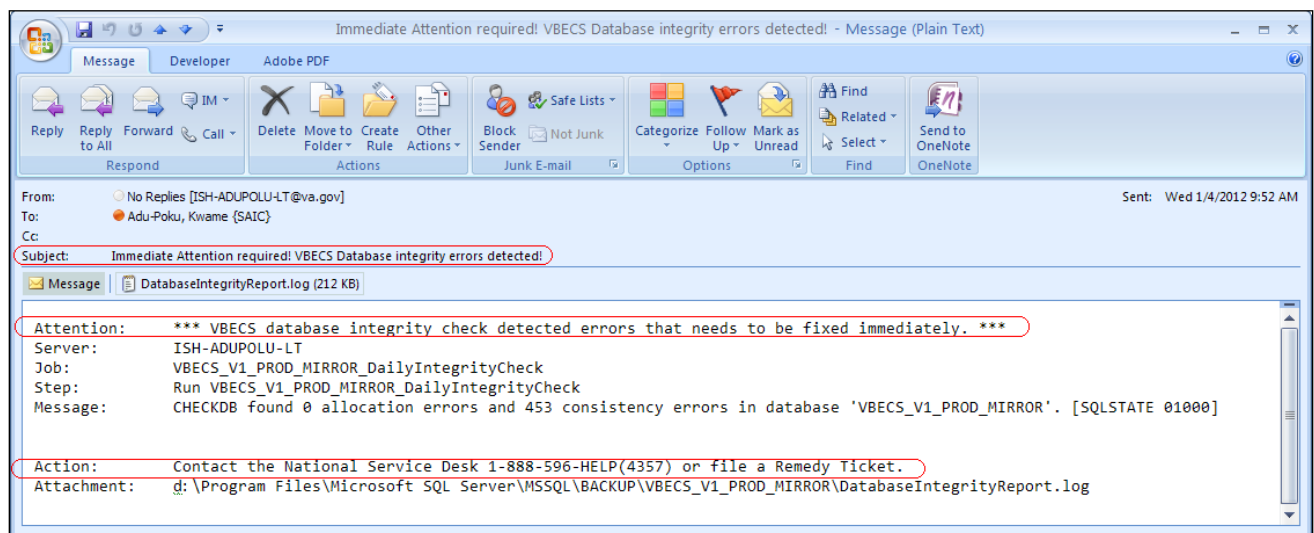 Immediate Attention required! VBECS Database integrity errors detected! - Message (Plain Text)
Message Developer Adobe PDF
Reply
Reply to All
Forward
IM
Call
Respond
Delete
Move to Folder
Create Rule
Other Actions
Actions
Block Sender
Safe Lists
Not Junk
Junk E-mail
Categorize
Follow Up
Mark as Unread
Options
Find
Related
Select
Find
Send to OneNote
OneNote
From: No Replies [ISH-ADUPOLU-LT@va.gov] Sent: Wed 1/4/2012 9:52 AM
To: Adu-Poku, Kwame {SAIC}
Cc:
Subject: Immediate Attention required! VBECS Database integrity errors detected!
Message DatabaseIntegrityReport.log (212 KB)
Attention: *** VBECS database integrity check detected errors that needs to be fixed immediately. ***
Server: ISH-ADUPOLU-LT
Job: VBECS_V1_PROD_MIRROR_DailyIntegrityCheck
Step: Run VBECS_V1_PROD_MIRROR_DailyIntegrityCheck
Message: CHECKDB found 0 allocation errors and 453 consistency errors in database 'VBECS_V1_PROD_MIRROR'. [SQLSTATE 01000]
Action: Contact the National Service Desk 1-888-596-HELP(4357) or file a Remedy Ticket.
Attachment: d:\Program Files\Microsoft SQL Server\MSSQL\BACKUP\VBECS_V1_PROD_MIRROR\DatabaseIntegrityReport.log